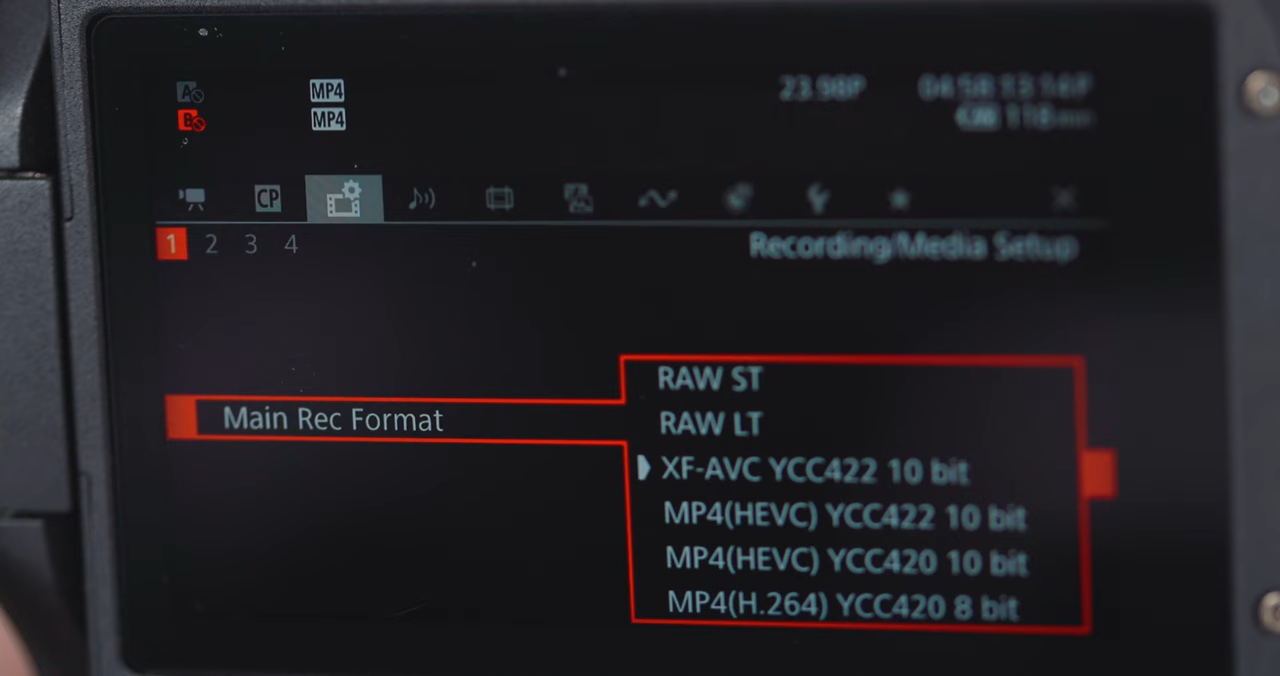 A MP4
B MP4
23.98P
CP
1 2 3 4
Recording/Media Setup
Main Rec Format
RAW ST
RAW LT
XF-AVC YCC422 10 bit
MP4(HEVC) YCC422 10 bit
MP4(HEVC) YCC420 10 bit
MP4(H.264) YCC420 8 bit